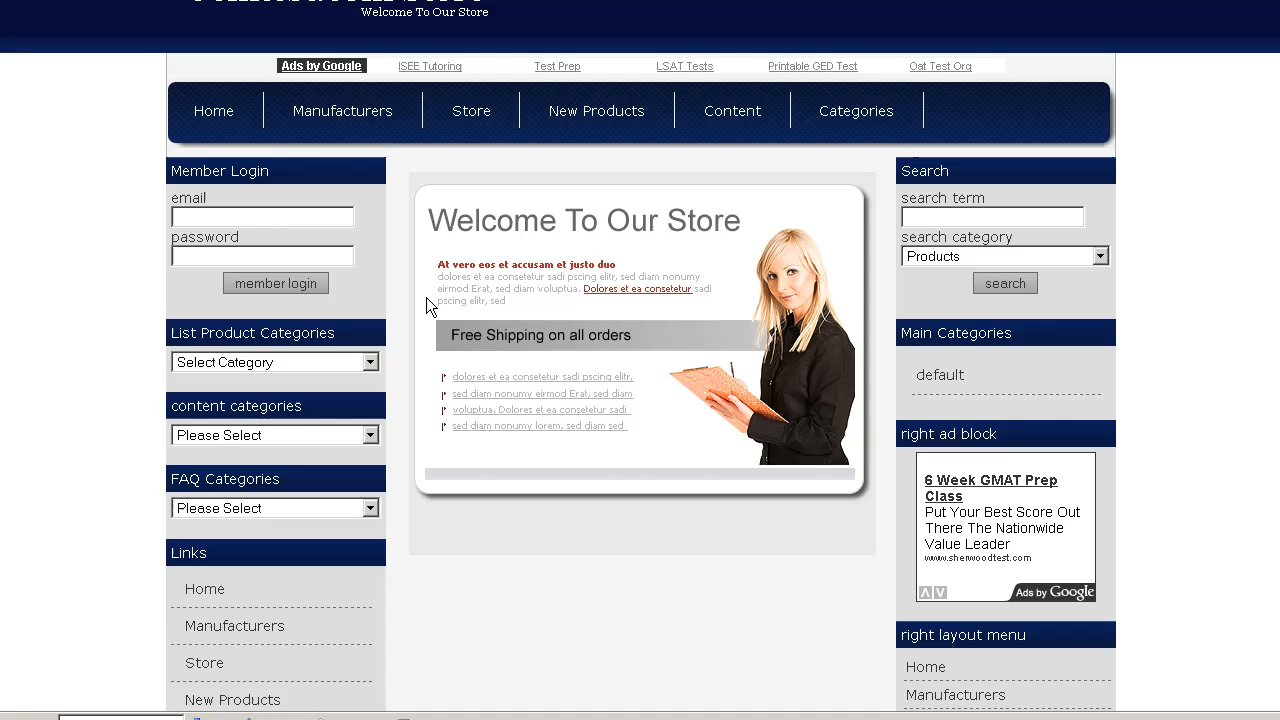 Welcome To Our Store
Ads by Google
ISEE Tutoring
Test Prep
LSAT Tests
Printable GED Test
Oat Test Org
Home
Manufacturers
Store
New Products
Content
Categories
Member Login
email
password
member login
List Product Categories
Select Category
content categories
Please Select
FAQ Categories
Please Select
Links
Home
Manufacturers
Store
New Products
Welcome To Our Store
At vero eos et accusam et justo duo
dolores et ea consetetur sadi pscing elitr, sed diam nonumy
eirmod Erat, sed diam voluptua. Dolores et ea consetetur sadi
pscing elitr, sed
Free Shipping on all orders
dolores et ea consetetur sadi pscing elitr,
sed diam nonumy eirmod Erat, sed diam
voluptua. Dolores et ea consetetur sadi
sed diam nonumy lorem, sed diam sed
Search
search term
search category
Products
search
Main Categories
default
right ad block
6 Week GMAT Prep
Class
Put Your Best Score Out
There The Nationwide
Value Leader
www.sherwoodtest.com
Ads by Google
right layout menu
Home
Manufacturers